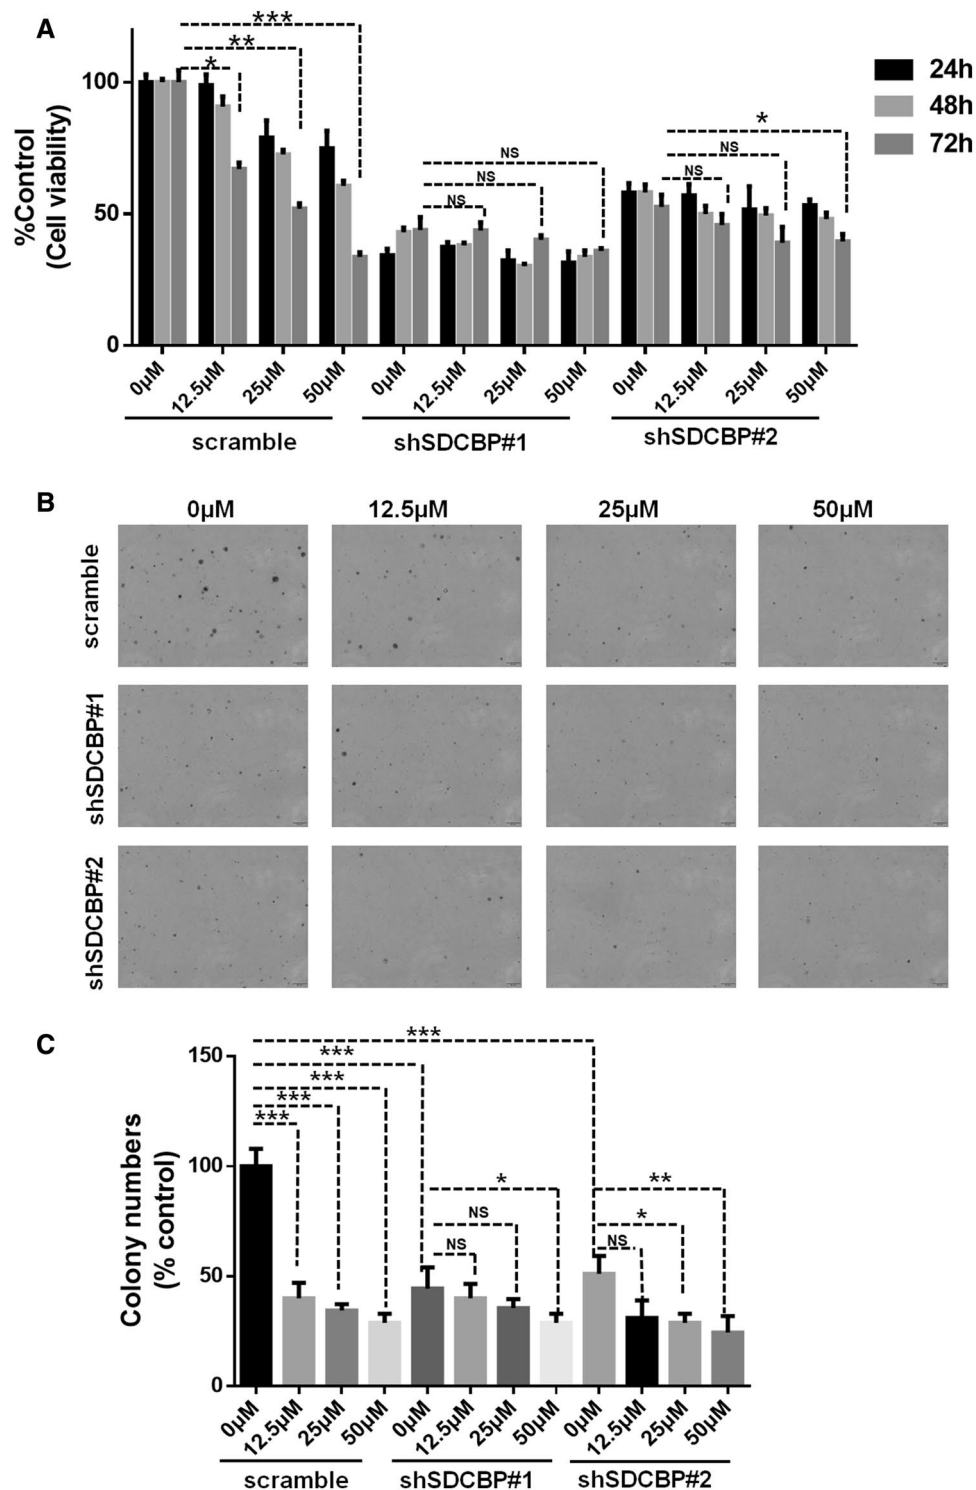 A
***
**
*
24h
48h
72h
100
50
0
%Control
(Cell viability)
NS
NS
NS
*
NS
NS
0µM
12.5µM
25µM
50µM
0µM
12.5µM
25µM
50µM
0µM
12.5µM
25µM
50µM
scramble
shSDCBP#1
shSDCBP#2
B
0µM
12.5µM
25µM
50µM
scramble
shSDCBP#1
shSDCBP#2
C
***
***
***
***
***
150
100
50
0
Colony numbers
(% control)
*
NS
NS
**
*
NS
0µM
12.5µM
25µM
50µM
0µM
12.5µM
25µM
50µM
0µM
12.5µM
25µM
50µM
scramble
shSDCBP#1
shSDCBP#2